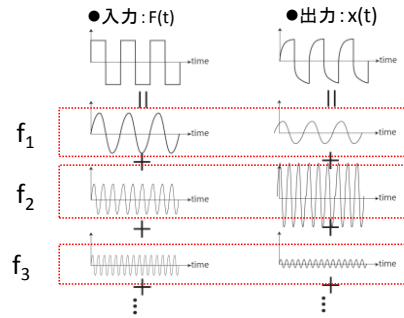 ●入力：F(t) ●出力：x(t)
time time
=
=
f1 time time
+ +
f2 time time
+ +
f3 time time
+ +
⋮ ⋮